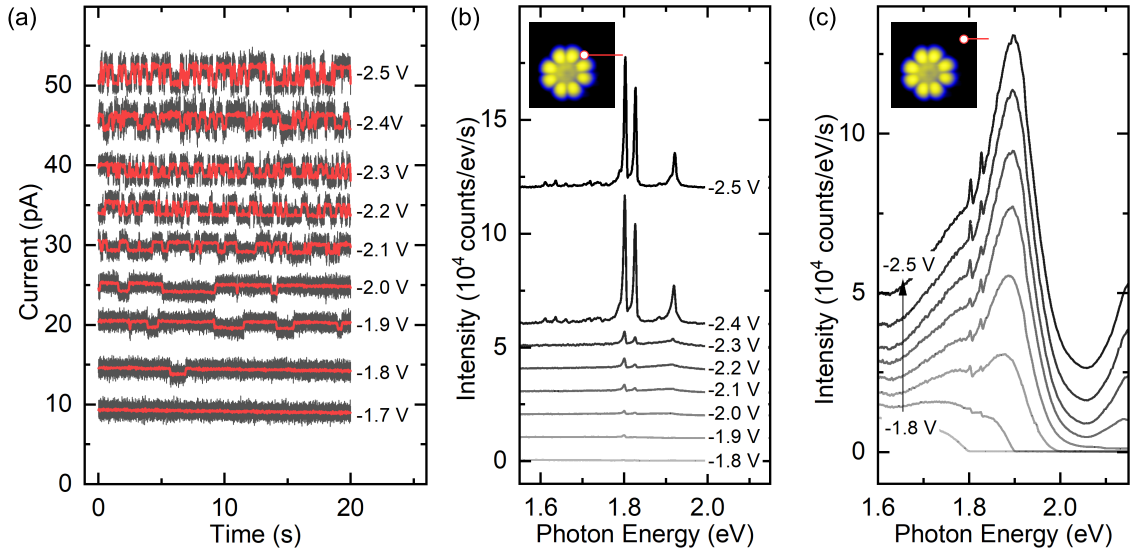 (a)
Current (pA)
50
40
30
20
10
0
-2.5 V
-2.4V
-2.3 V
-2.2 V
-2.1 V
-2.0 V
-1.9 V
-1.8 V
-1.7 V
0
10
20
Time (s)
(b)
Intensity (10⁴ counts/ev/s)
15
10
5
0
-2.5 V
-2.4 V
-2.3 V
-2.2 V
-2.1 V
-2.0 V
-1.9 V
-1.8 V
1.6
1.8
2.0
Photon Energy (eV)
(c)
Intensity (10⁴ counts/eV/s)
10
5
0
-2.5 V
-1.8 V
1.6
1.8
2.0
Photon Energy (eV)